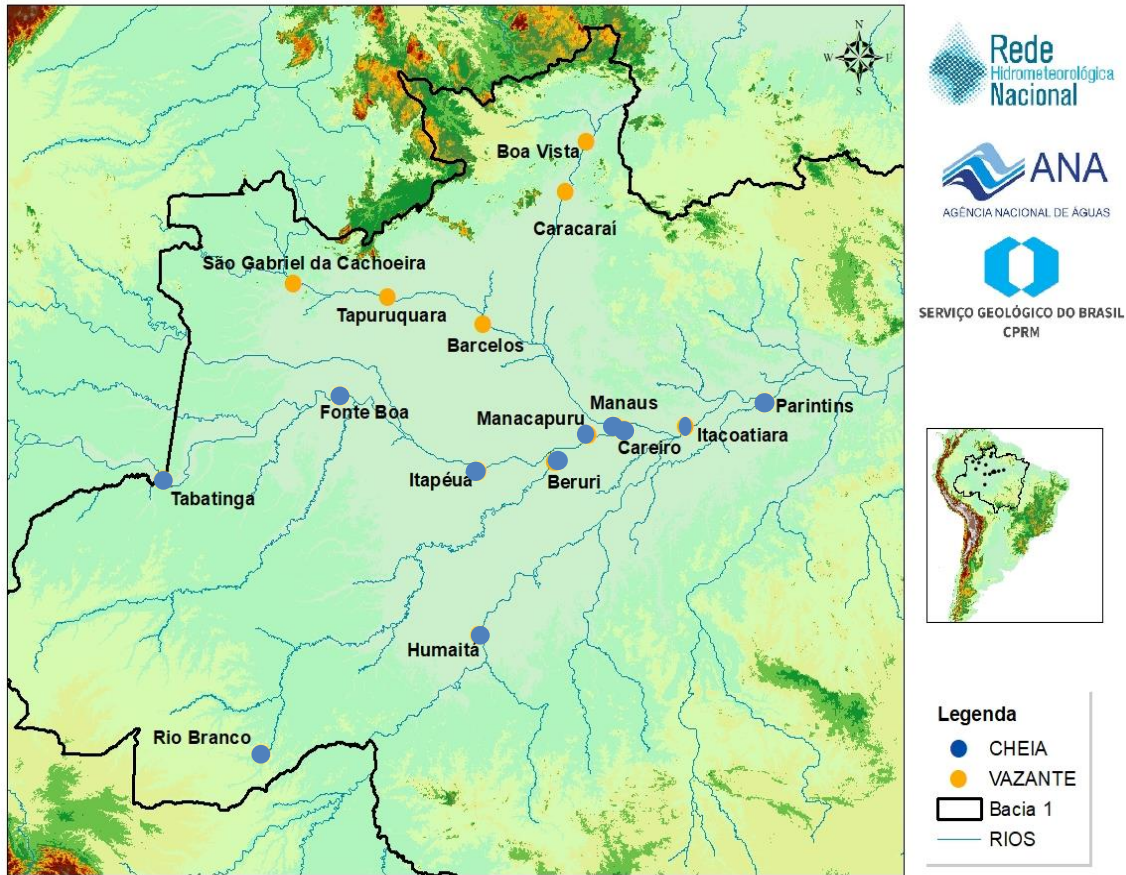 N
W E
S
Boa Vista
Caracaraí
São Gabriel da Cachoeira
Tapuruquara
Barcelos
Fonte Boa
Manaus
Manacapuru
Parintins
Itacoatiara
Careiro
Itapéua
Beruri
Tabatinga
Humaitá
Rio Branco
Rede
Hidrometeorológica
Nacional
ANA
AGÊNCIA NACIONAL DE ÁGUAS
SERVIÇO GEOLÓGICO DO BRASIL
CPRM
Legenda
CHEIA
VAZANTE
Bacia 1
RIOS